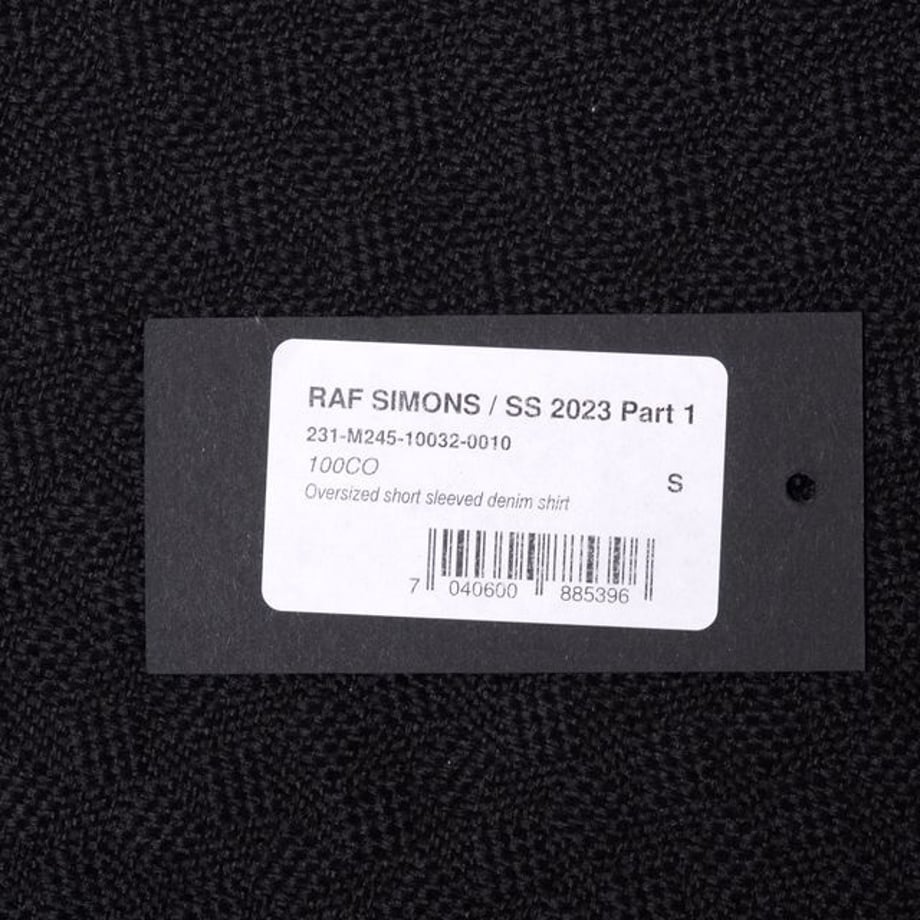 RAF SIMONS / SS 2023 Part 1
231-M245-10032-0010
100CO
S
Oversized short sleeved denim shirt
7 040600 885396